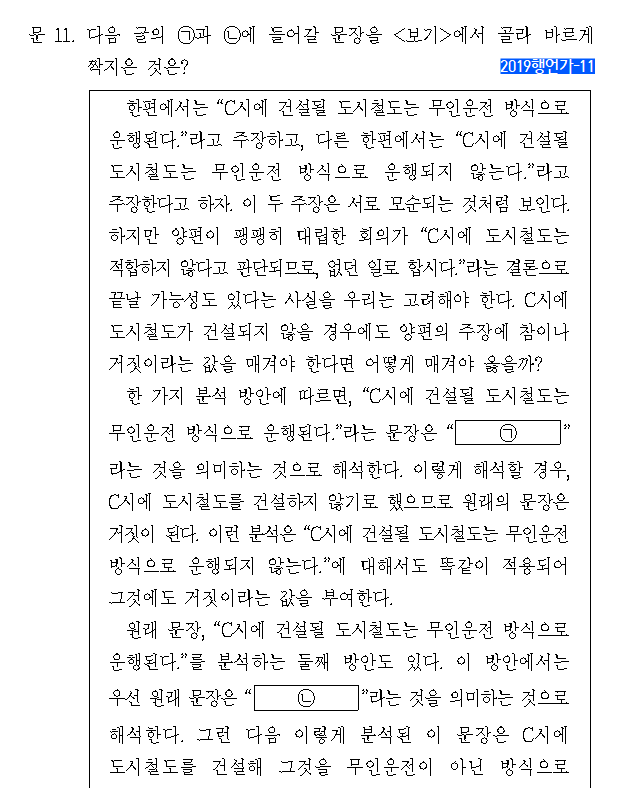 문 11. 다음 글의 ㉠과 ㉡에 들어갈 문장을 <보기>에서 골라 바르게
짝지은 것은?
2019행언가-11
한편에서는 “C시에 건설될 도시철도는 무인운전 방식으로
운행된다.”라고 주장하고, 다른 한편에서는 “C시에 건설될
도시철도는 무인운전 방식으로 운행되지 않는다.”라고
주장한다고 하자. 이 두 주장은 서로 모순되는 것처럼 보인다.
하지만 양편이 팽팽히 대립한 회의가 “C시에 도시철도는
적합하지 않다고 판단되므로, 없던 일로 합시다.”라는 결론으로
끝날 가능성도 있다는 사실을 우리는 고려해야 한다. C시에
도시철도가 건설되지 않을 경우에도 양편의 주장에 참이나
거짓이라는 값을 매겨야 한다면 어떻게 매겨야 옳을까?
한 가지 분석 방안에 따르면, “C시에 건설될 도시철도는
무인운전 방식으로 운행된다.”라는 문장은 “ ㉠ ”
라는 것을 의미하는 것으로 해석한다. 이렇게 해석할 경우,
C시에 도시철도를 건설하지 않기로 했으므로 원래의 문장은
거짓이 된다. 이런 분석은 “C시에 건설될 도시철도는 무인운전
방식으로 운행되지 않는다.”에 대해서도 똑같이 적용되어
그것에도 거짓이라는 값을 부여한다.
원래 문장, “C시에 건설될 도시철도는 무인운전 방식으로
운행된다.”를 분석하는 둘째 방안도 있다. 이 방안에서는
우선 원래 문장은 “ ㉡ ”라는 것을 의미하는 것으로
해석한다. 그런 다음 이렇게 분석된 이 문장은 C시에
도시철도를 건설해 그것을 무인운전이 아닌 방식으로